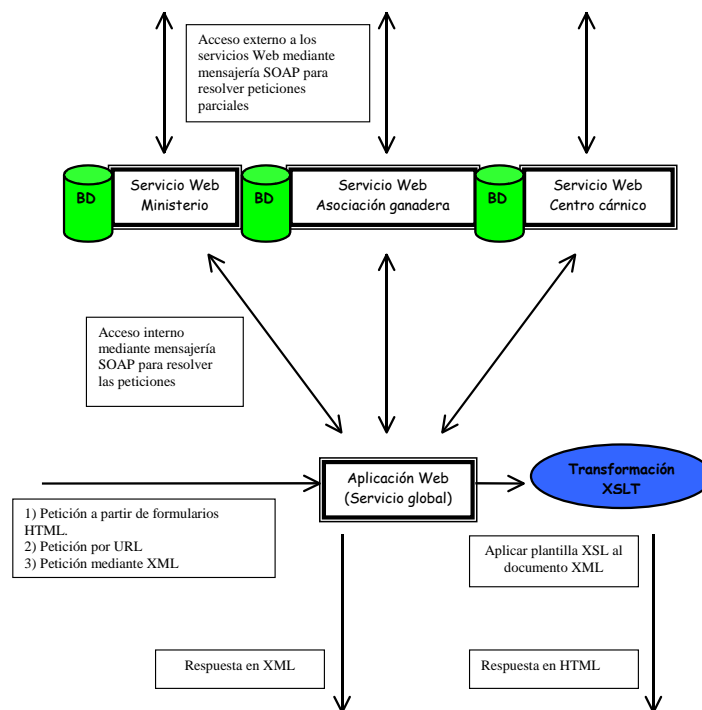 Acceso externo a los
servicios Web mediante
mensajería SOAP para
resolver peticiones
parciales
BD
Servicio Web
Ministerio
BD
Servicio Web
Asociación ganadera
BD
Servicio Web
Centro cárnico
Acceso interno
mediante mensajería
SOAP para resolver
las peticiones
Aplicación Web
(Servicio global)
Transformación
XSLT
1) Petición a partir de formularios
HTML.
2) Petición por URL
3) Petición mediante XML
Aplicar plantilla XSL al
documento XML
Respuesta en XML
Respuesta en HTML